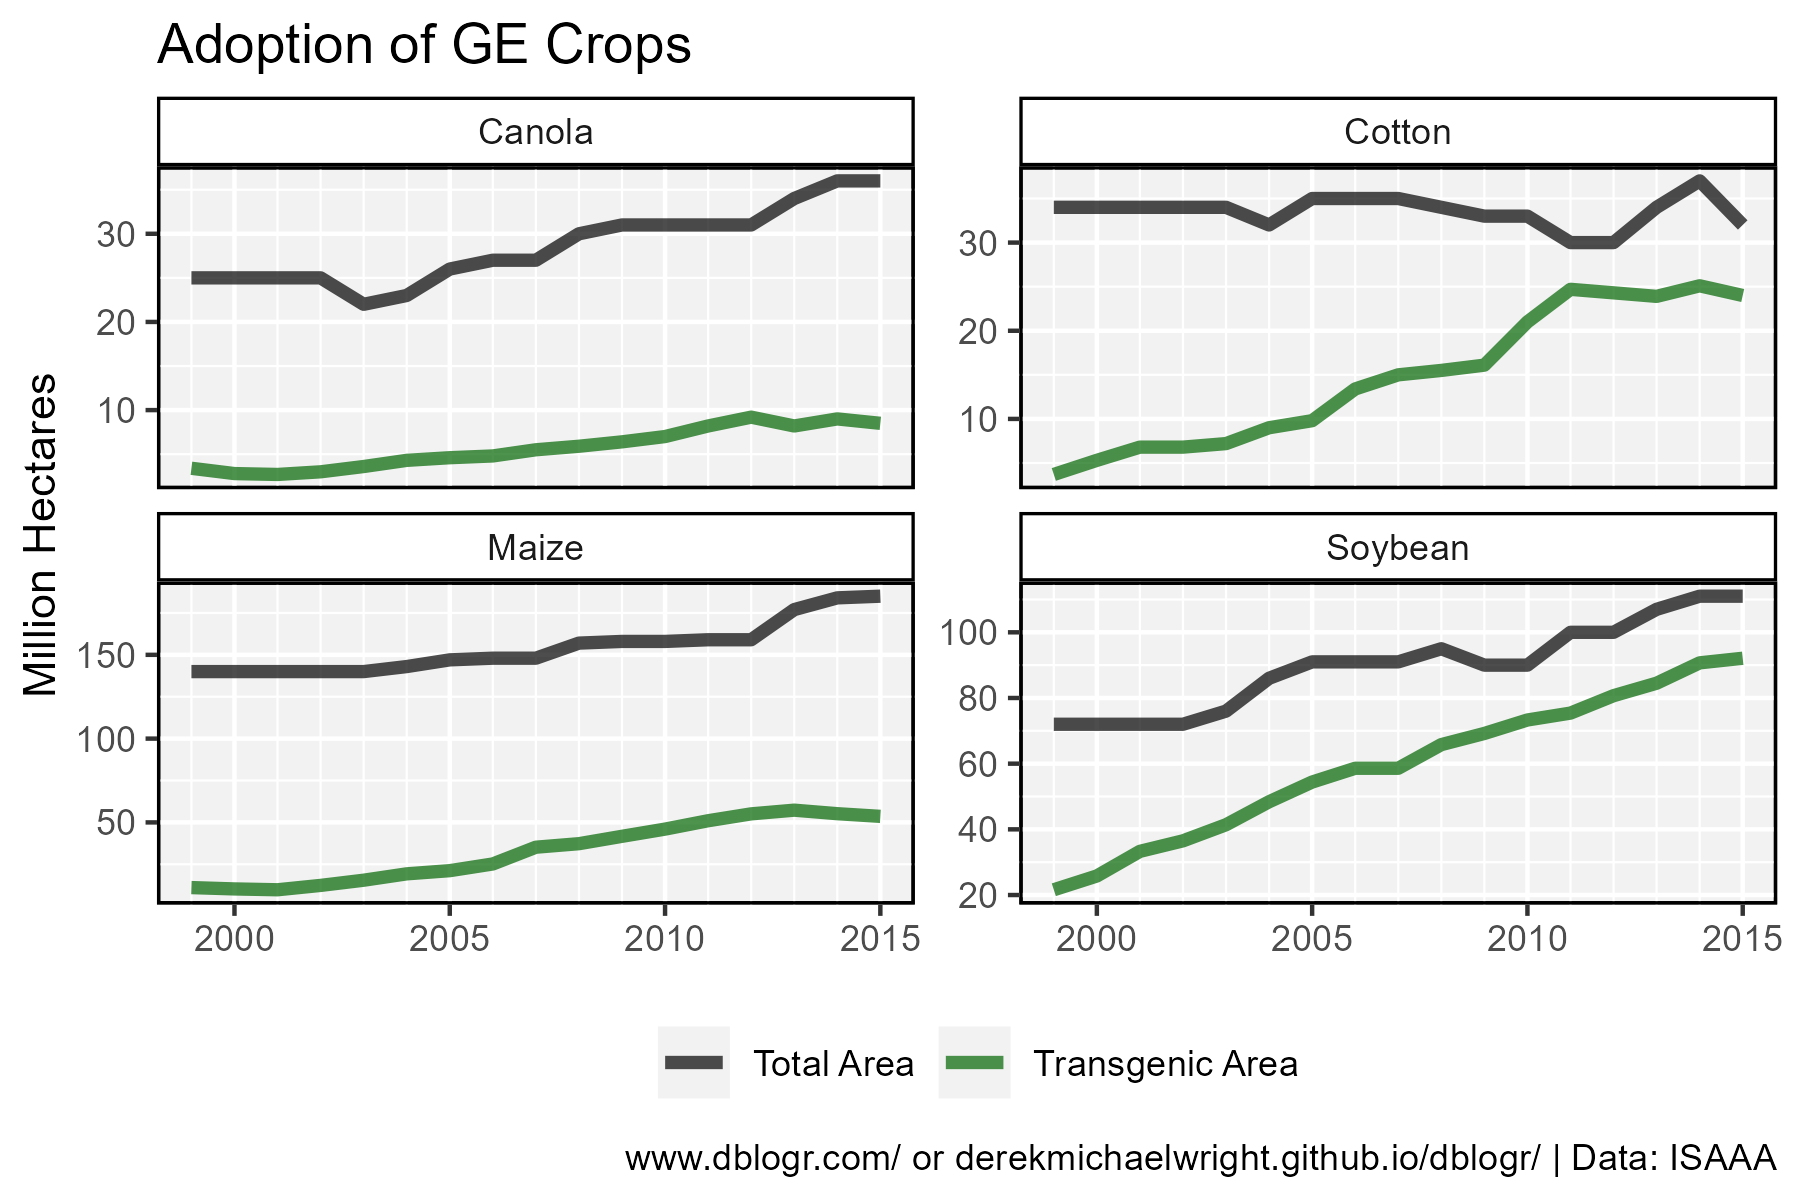 Adoption of GE Crops
Canola
Cotton
30
20
10
30
20
10
Million Hectares
Maize
Soybean
150
100
50
100
80
60
40
20
2000 2005 2010 2015
2000 2005 2010 2015
Total Area
Transgenic Area
www.dblogr.com/ or derekmichaelwright.github.io/dblogr/ | Data: ISAAA